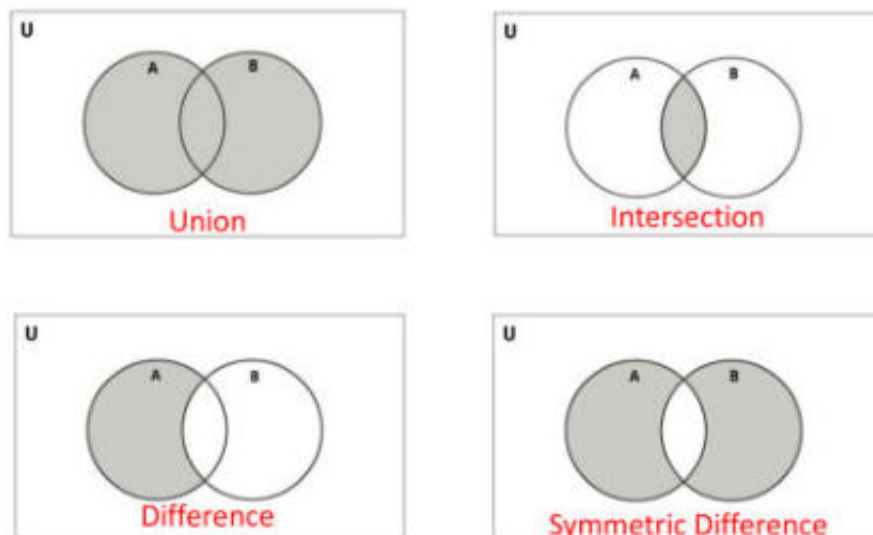 U
A B
Union
U
A B
Intersection
U
A B
Difference
U
A B
Symmetric Difference